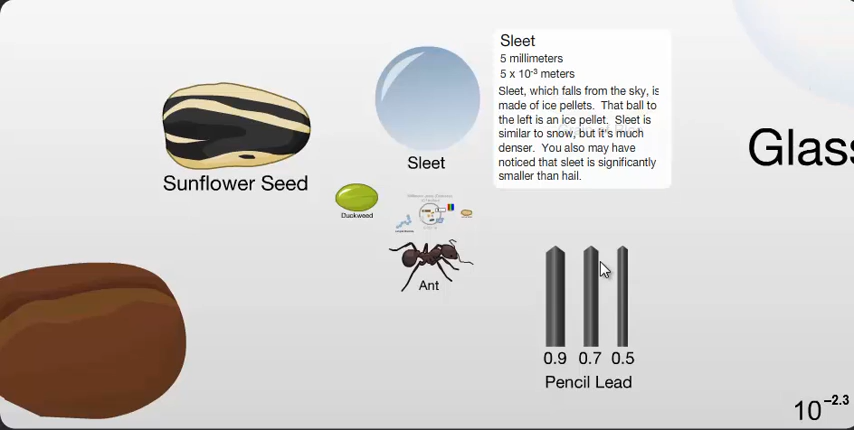 Sleet
5 millimeters
5 x 10⁻³ meters
Sleet, which falls from the sky, is
made of ice pellets. That ball to
the left is an ice pellet. Sleet is
similar to snow, but it's much
denser. You also may have
noticed that sleet is significantly
smaller than hail.
Sleet
Sunflower Seed
Glass
Duckweed
Ant
0.9 0.7 0.5
Pencil Lead
10⁻²·³